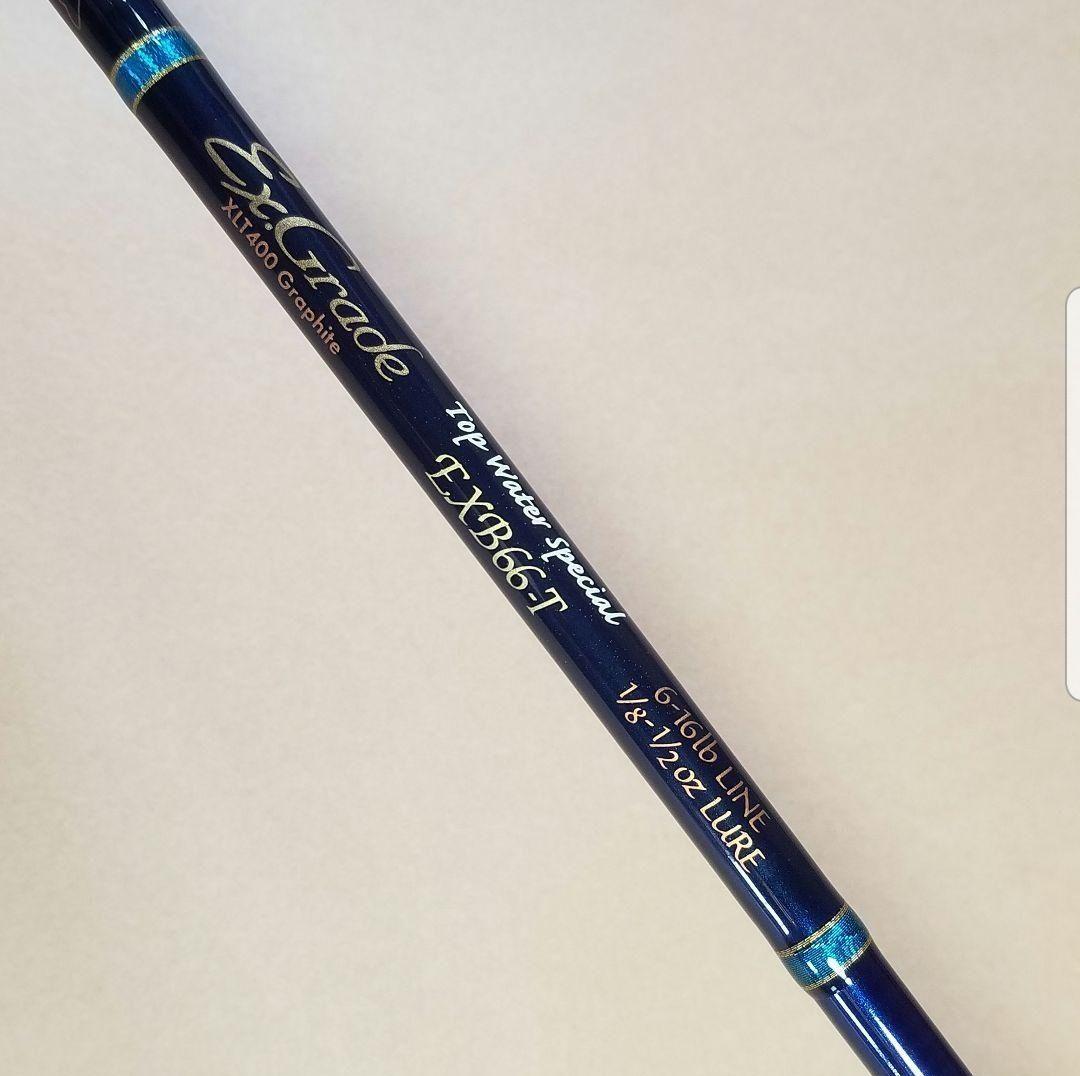 Ex.Grade
XLT400 Graphite
Top Water Special
EXB66-T
6-16lb LINE
1/8-1/2oz LURE